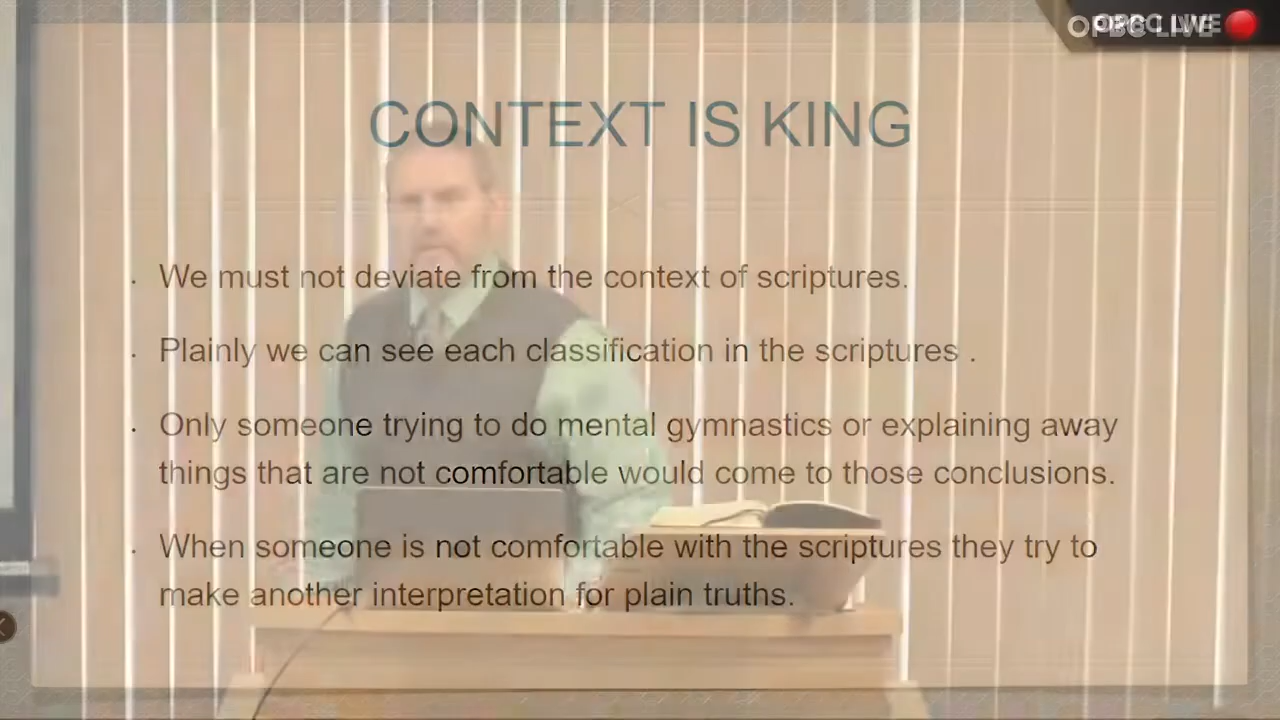 OPBC LIVE
CONTEXT IS KING
We must not deviate from the context of scriptures.
Plainly we can see each classification in the scriptures .
Only someone trying to do mental gymnastics or explaining away
things that are not comfortable would come to those conclusions.
When someone is not comfortable with the scriptures they try to
make another interpretation for plain truths.